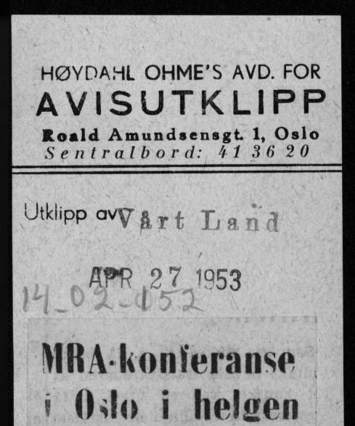 HØYDAHL OHME'S AVD. FOR
AVISUTKLIPP
Roald Amundsensgt. 1, Oslo
Sentralbord: 41 36 20
Utklipp av Vårt Land
APR 27 1953
14-02-152
MRA-konferanse
i Oslo i helgen